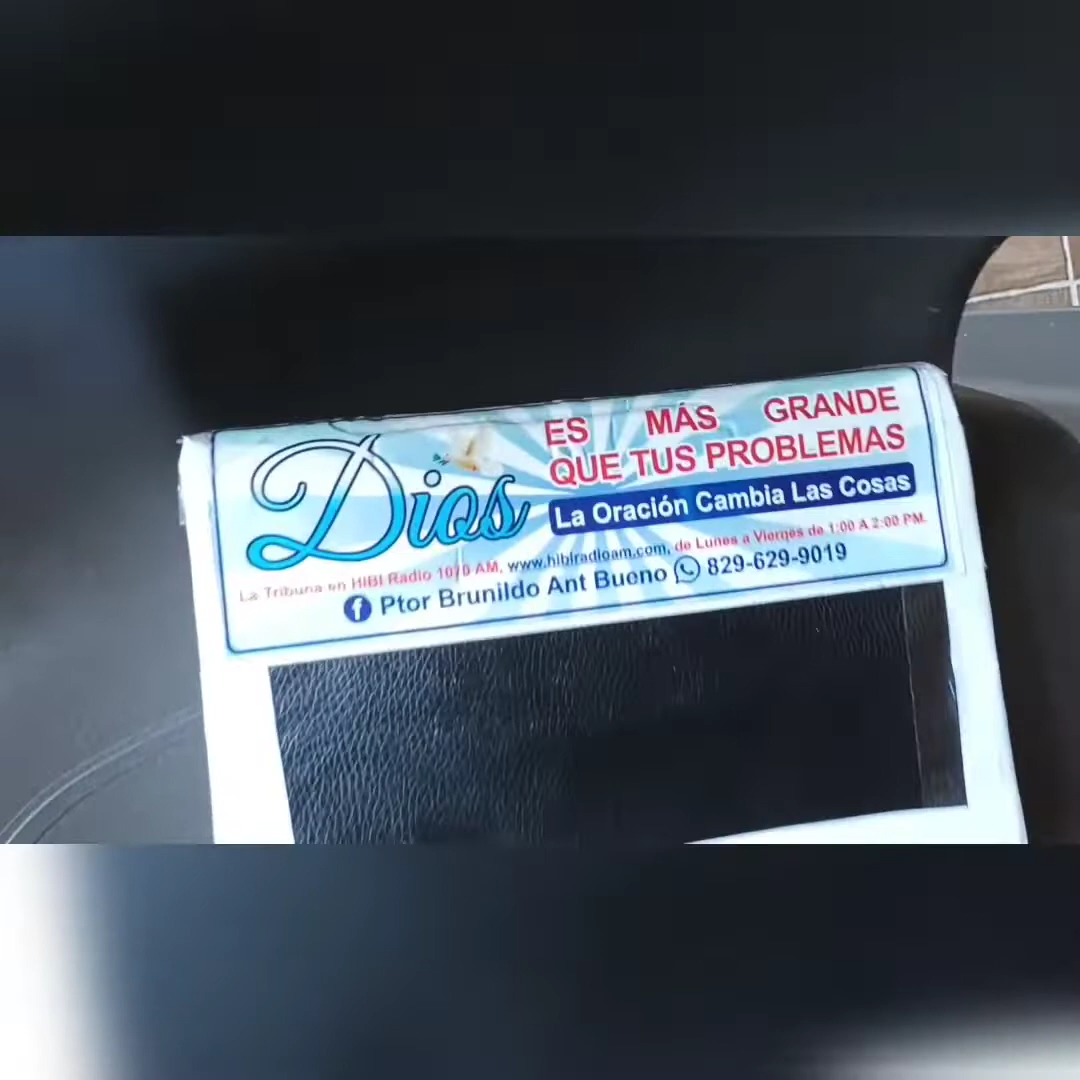 Dios
ES MÁS GRANDE
QUE TUS PROBLEMAS
La Oración Cambia Las Cosas
La Tribuna en HIBI Radio 1070 AM, www.hibiradioam.com, de Lunes a Viernes de 1:00 A 2:00 PM.
Ptor Brunildo Ant Bueno 829-629-9019